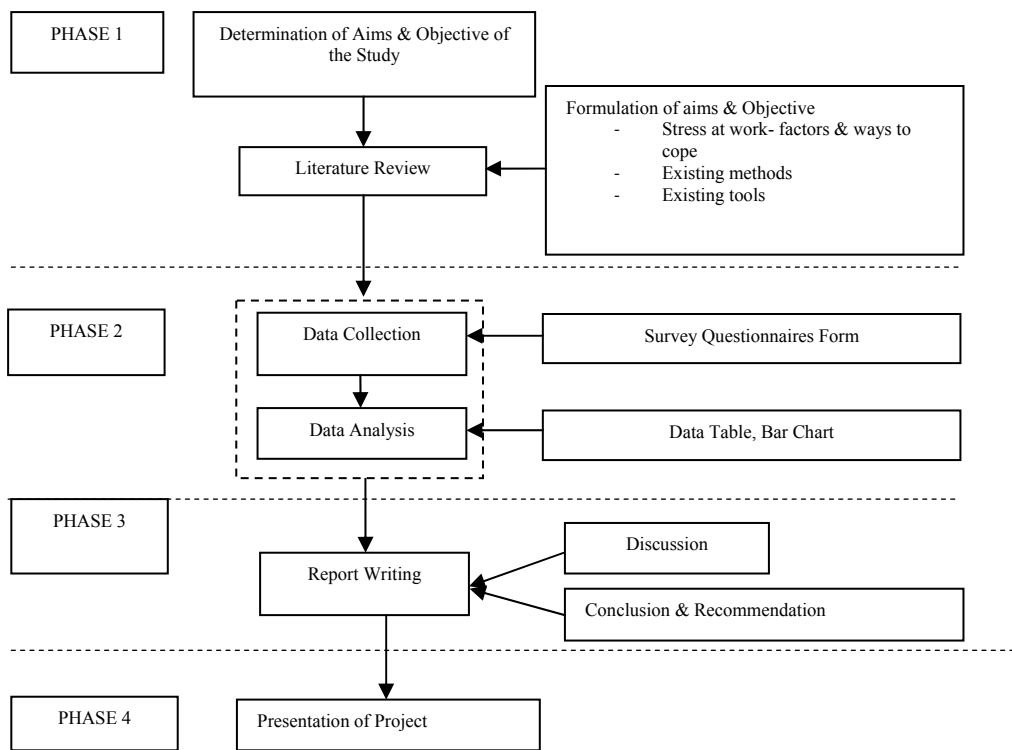 PHASE 1
Determination of Aims & Objective of
the Study
Formulation of aims & Objective
- Stress at work- factors & ways to
cope
- Existing methods
- Existing tools
Literature Review
PHASE 2
Data Collection
Survey Questionnaires Form
Data Analysis
Data Table, Bar Chart
PHASE 3
Discussion
Report Writing
Conclusion & Recommendation
PHASE 4
Presentation of Project